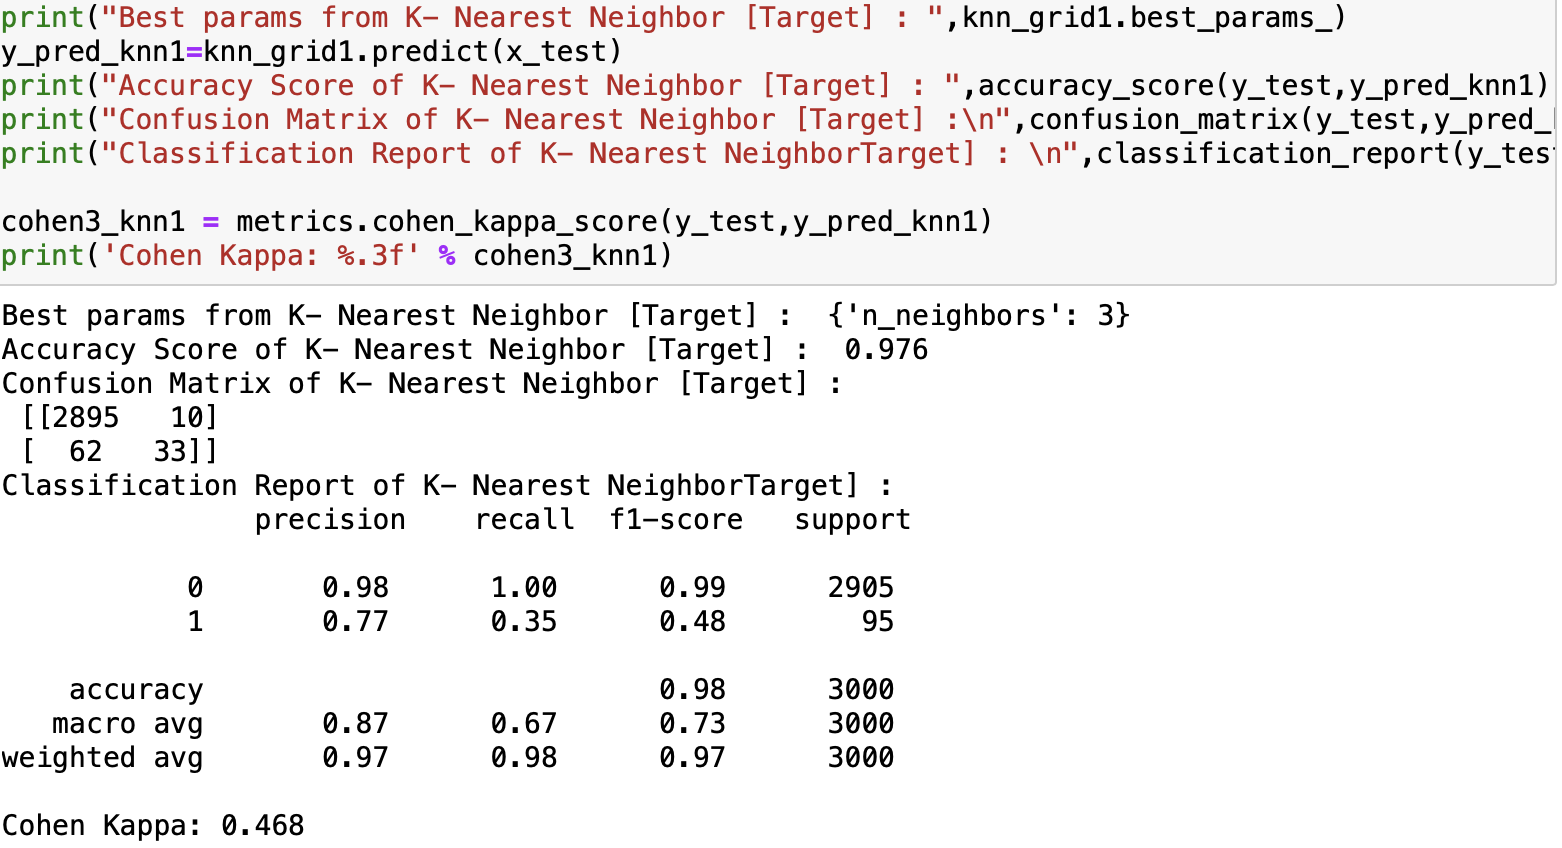 print("Best params from K- Nearest Neighbor [Target] : ",knn_grid1.best_params_)
y_pred_knn1=knn_grid1.predict(x_test)
print("Accuracy Score of K- Nearest Neighbor [Target] : ",accuracy_score(y_test,y_pred_knn1)
print("Confusion Matrix of K- Nearest Neighbor [Target] :\n",confusion_matrix(y_test,y_pred_
print("Classification Report of K- Nearest NeighborTarget] : \n",classification_report(y_tes
cohen3_knn1 = metrics.cohen_kappa_score(y_test,y_pred_knn1)
print('Cohen Kappa: %.3f' % cohen3_knn1)
Best params from K- Nearest Neighbor [Target] :  {'n_neighbors': 3}
Accuracy Score of K- Nearest Neighbor [Target] :  0.976
Confusion Matrix of K- Nearest Neighbor [Target] :
 [[2895   10]
 [  62   33]]
Classification Report of K- Nearest NeighborTarget] :
               precision    recall  f1-score   support
           0       0.98      1.00      0.99      2905
           1       0.77      0.35      0.48        95
    accuracy                           0.98      3000
   macro avg       0.87      0.67      0.73      3000
weighted avg       0.97      0.98      0.97      3000
Cohen Kappa: 0.468